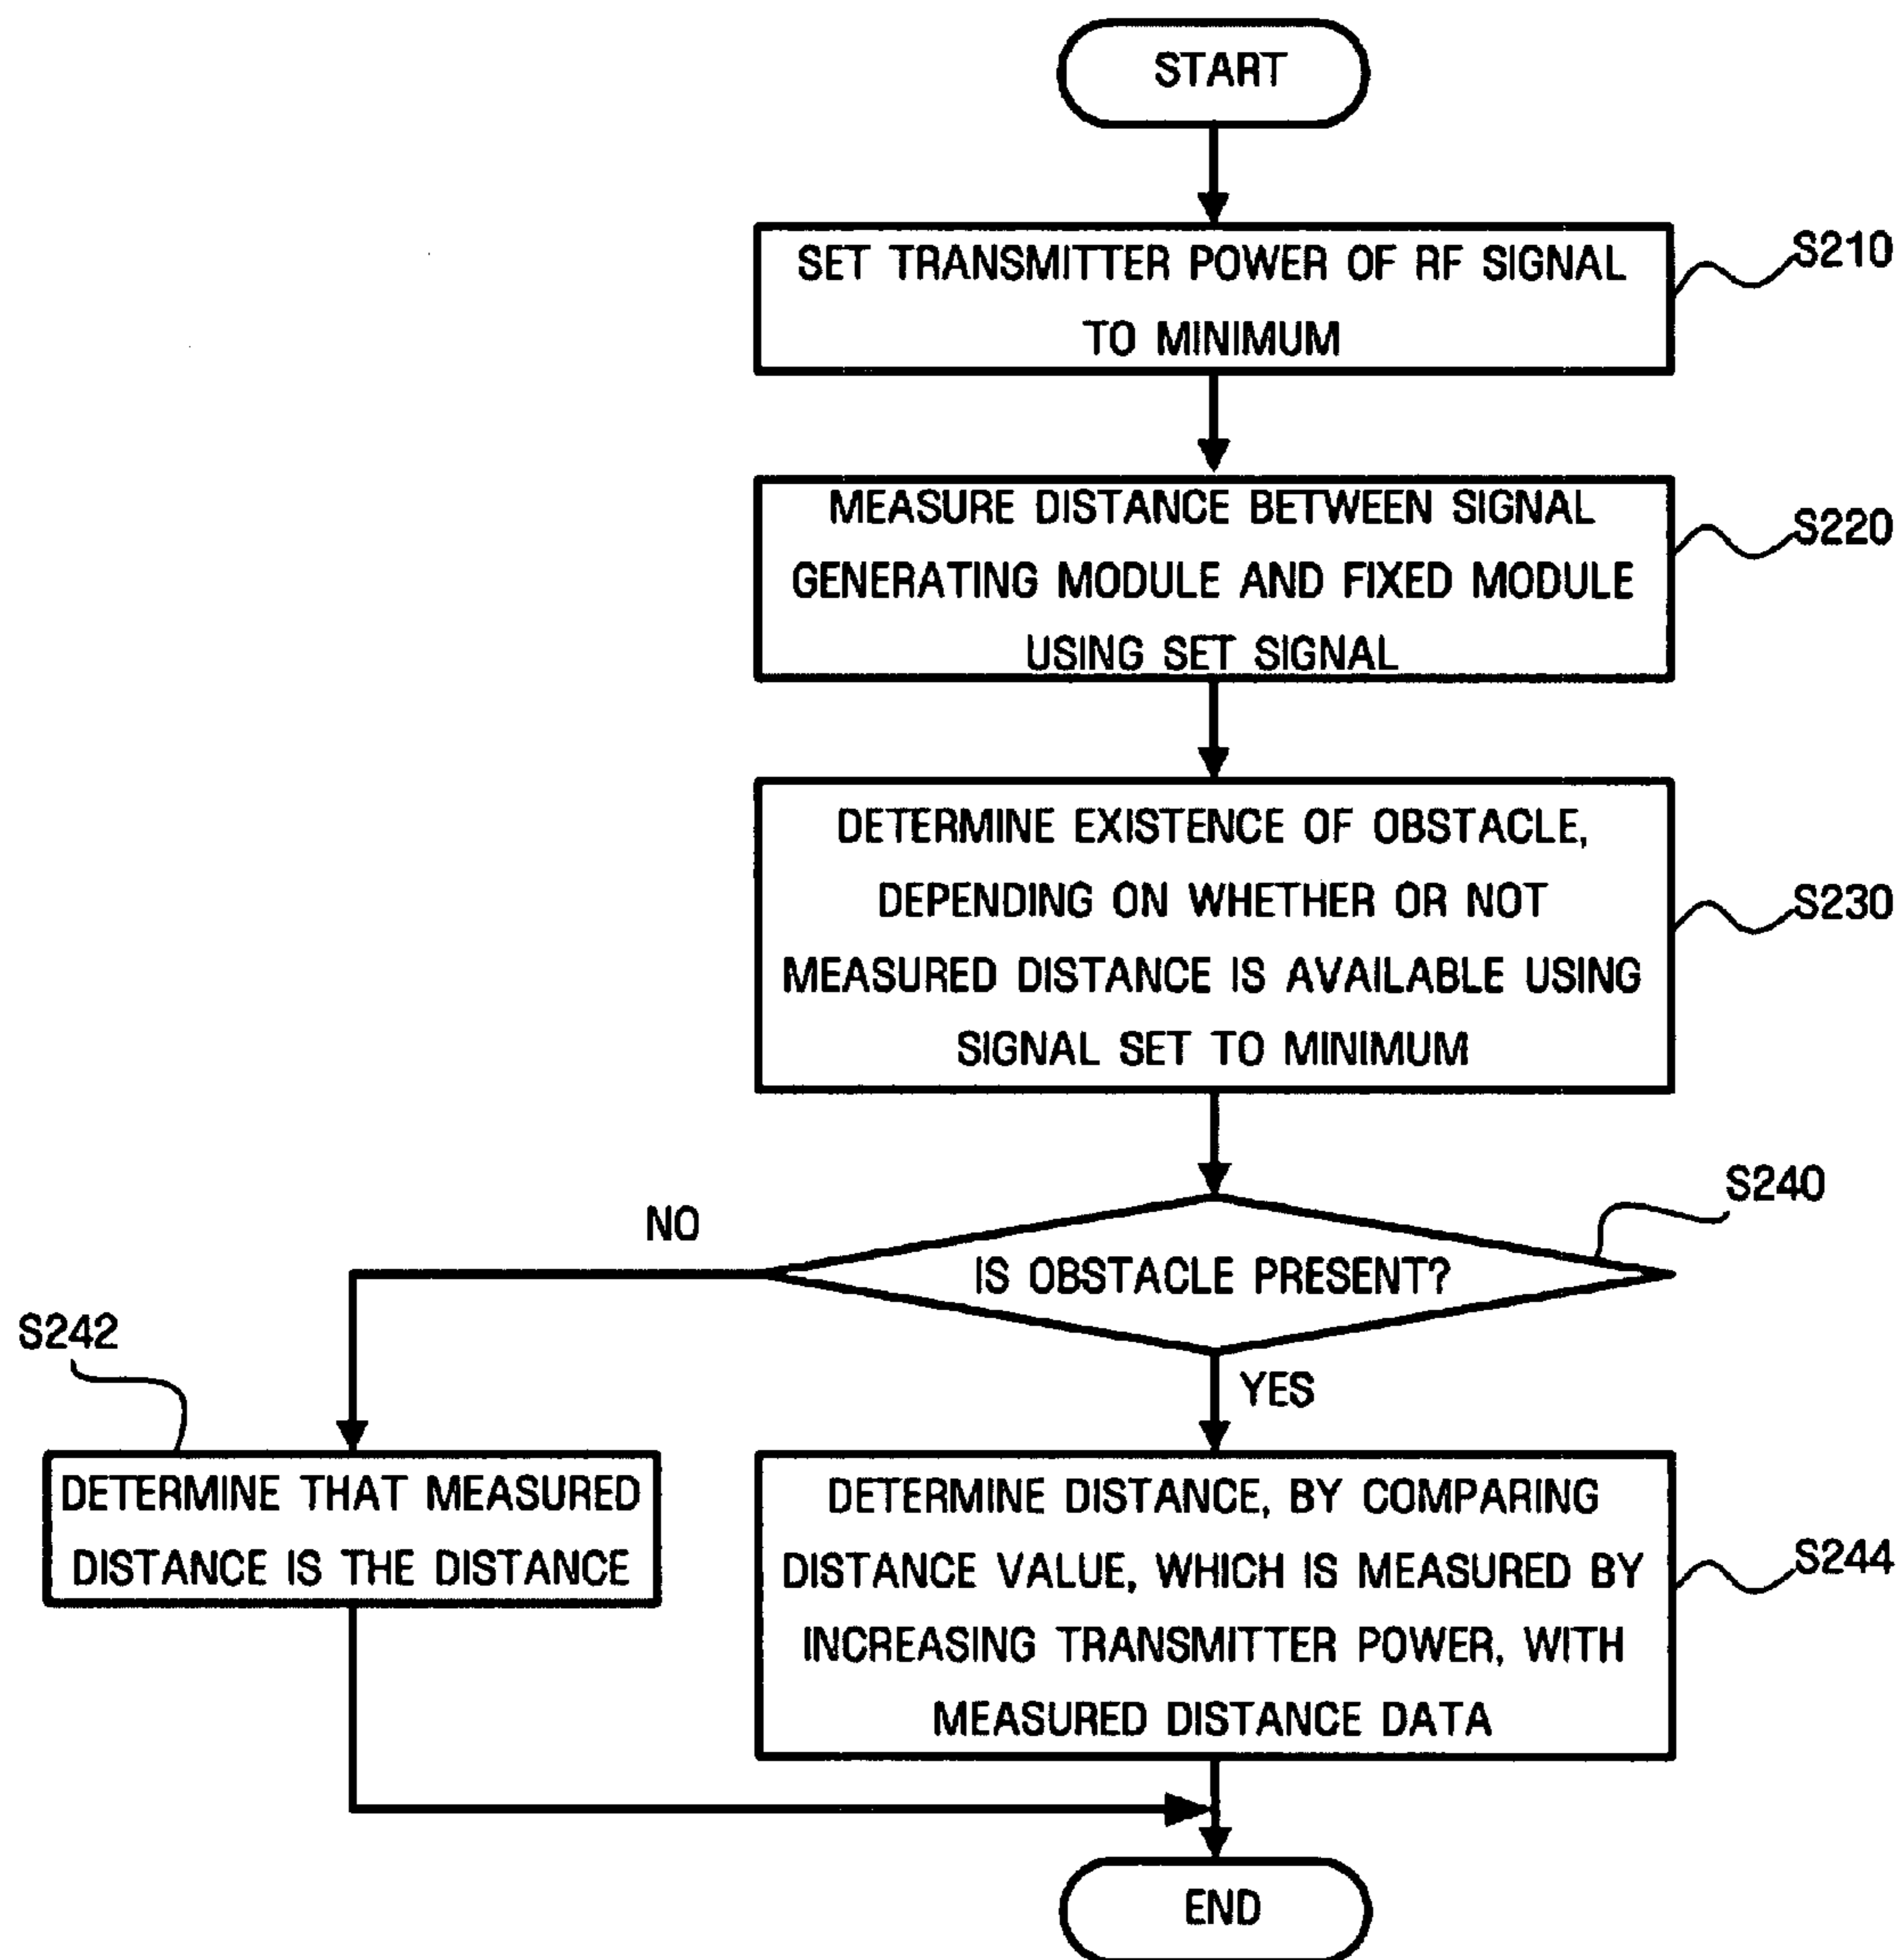 START
SET TRANSMITTER POWER OF RF SIGNAL
TO MINIMUM
S210
MEASURE DISTANCE BETWEEN SIGNAL
GENERATING MODULE AND FIXED MODULE
USING SET SIGNAL
S220
DETERMINE EXISTENCE OF OBSTACLE,
DEPENDING ON WHETHER OR NOT
MEASURED DISTANCE IS AVAILABLE USING
SIGNAL SET TO MINIMUM
S230
S240
NO
IS OBSTACLE PRESENT?
YES
S242
DETERMINE THAT MEASURED
DISTANCE IS THE DISTANCE
DETERMINE DISTANCE, BY COMPARING
DISTANCE VALUE, WHICH IS MEASURED BY
INCREASING TRANSMITTER POWER, WITH
MEASURED DISTANCE DATA
S244
END